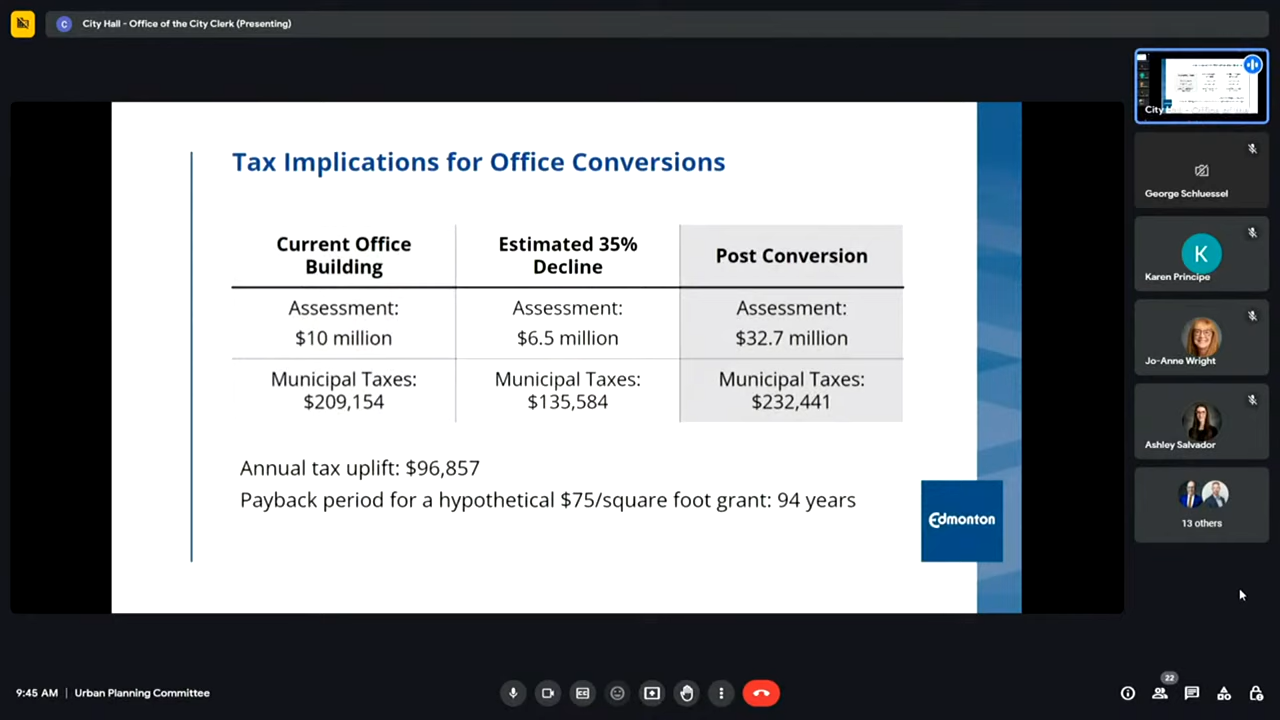 City Hall - Office of the City Clerk (Presenting)
Tax Implications for Office Conversions
Current Office
Building
Estimated 35%
Decline
Post Conversion
Assessment:
$10 million
Assessment:
$6.5 million
Assessment:
$32.7 million
Municipal Taxes:
$209,154
Municipal Taxes:
$135,584
Municipal Taxes:
$232,441
Annual tax uplift: $96,857
Payback period for a hypothetical $75/square foot grant: 94 years
Edmonton
George Schluessel
K
Karen Principe
Jo-Anne Wright
Ashley Salvador
13 others
9:45 AM | Urban Planning Committee
22